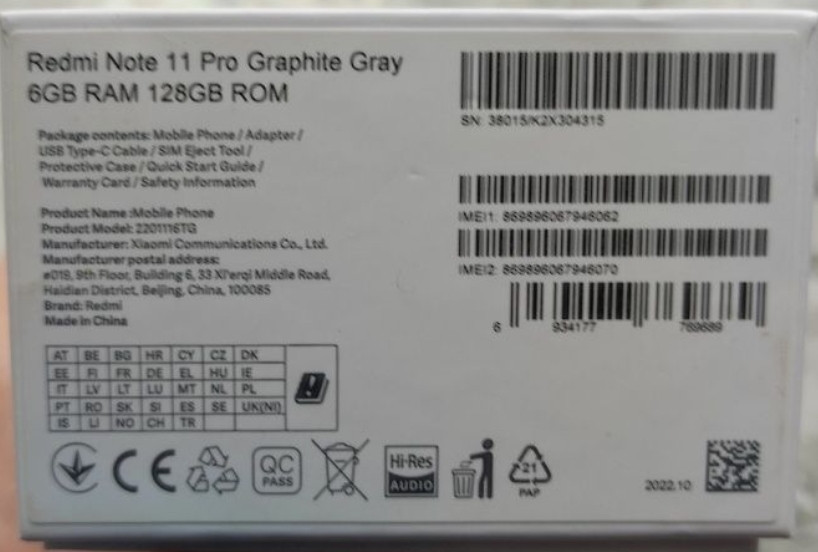 Redmi Note 11 Pro Graphite Gray
6GB RAM 128GB ROM
Package contents: Mobile Phone / Adapter /
USB Type-C Cable / SIM Eject Tool /
Protective Case / Quick Start Guide /
Warranty Card / Safety Information
Product Name :Mobile Phone
Product Model: 2201116TG
Manufacturer: Xiaomi Communications Co., Ltd.
Manufacturer postal address:
#019, 9th Floor, Building 6, 33 Xi'erqi Middle Road,
Haidian District, Beijing, China, 100085
Brand: Redmi
Made in China
SN: 38015/K2X304315
IMEI1: 869896067946062
IMEI2: 869896067946070
6 934177 769689
AT BE BG HR CY CZ DK
EE FI FR DE EL HU IE
IT LV LT LU MT NL PL
PT RO SK SI ES SE UK(NI)
IS LI NO CH TR
CE
QC
PASS
Hi-Res
AUDIO
21
PAP
2022.10